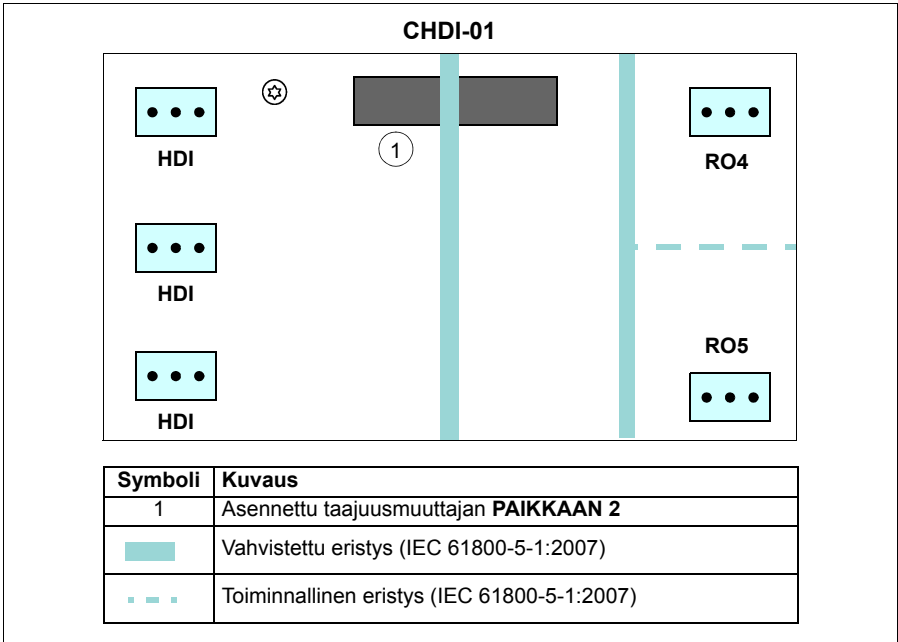 CHDI-01
HDI
1
RO4
HDI
RO5
HDI
Symboli Kuvaus
1 Asennettu taajuusmuuttajan PAIKKAAN 2
Vahvistettu eristys (IEC 61800-5-1:2007)
Toiminnallinen eristys (IEC 61800-5-1:2007)